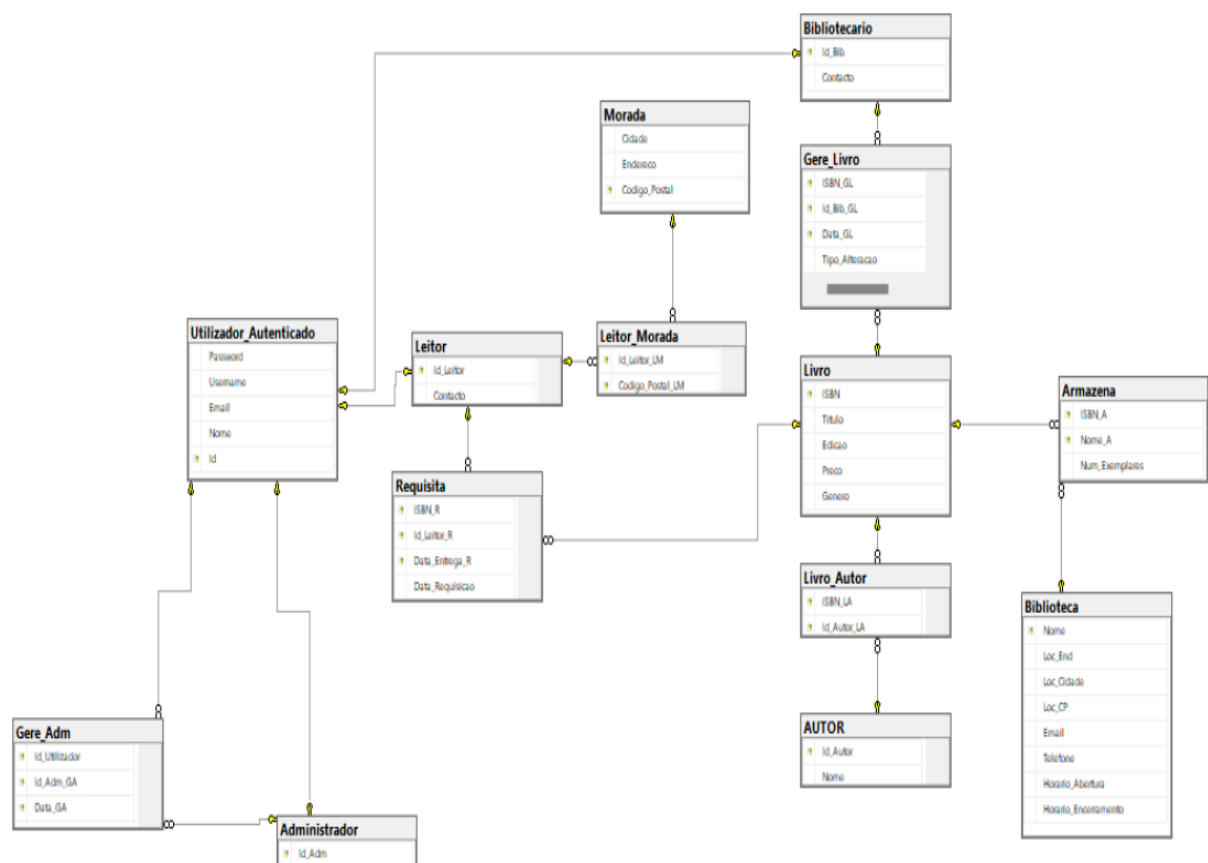 Bibliotecario
Id_Bib
Contacto
Morada
Cidade
Endereco
Codigo_Postal
Gere_Livro
ISBN_GL
Id_Bib_GL
Data_GL
Tipo_Alteracao
Utilizador_Autenticado
Password
Username
Email
Nome
Id
Leitor
Id_Leitor
Contacto
Leitor_Morada
Id_Leitor_LM
Codigo_Postal_LM
Livro
ISBN
Titulo
Edicao
Preco
Genero
Armazena
ISBN_A
Nome_A
Num_Exemplares
Requisita
ISBN_R
Id_Leitor_R
Data_Entrega_R
Data_Requisicao
Livro_Autor
ISBN_LA
Id_Autor_LA
Biblioteca
Nome
Loc_End
Loc_Cidade
Loc_CP
Email
Telefone
Horario_Abertura
Horario_Encerramento
AUTOR
Id_Autor
Nome
Gere_Adm
Id_Utilizador
Id_Adm_GA
Data_GA
Administrador
Id_Adm